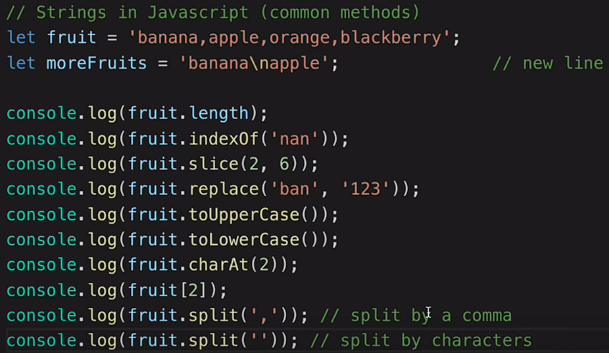 // Strings in Javascript (common methods)
let fruit = 'banana,apple,orange,blackberry';
let moreFruits = 'banana\napple'; // new line
console.log(fruit.length);
console.log(fruit.indexOf('nan'));
console.log(fruit.slice(2, 6));
console.log(fruit.replace('ban', '123'));
console.log(fruit.toUpperCase());
console.log(fruit.toLowerCase());
console.log(fruit.charAt(2));
console.log(fruit[2]);
console.log(fruit.split(',')); // split by a comma
console.log(fruit.split('')); // split by characters